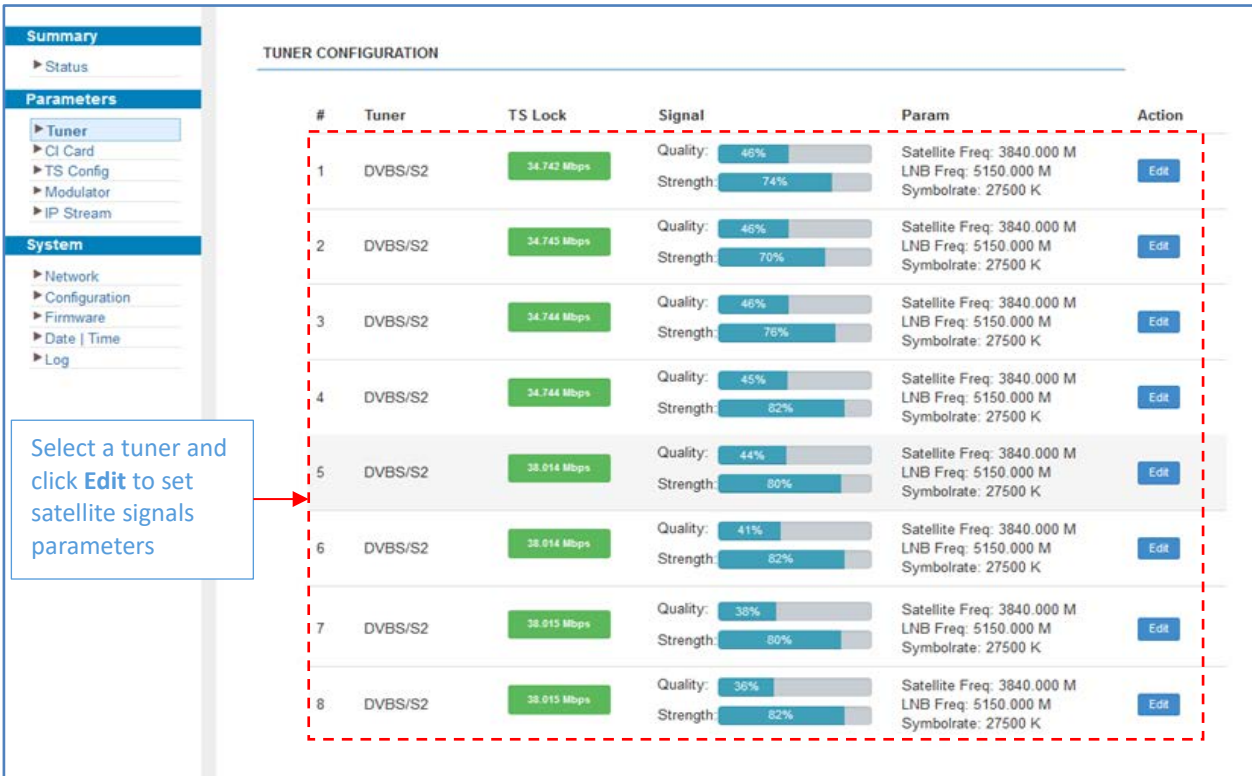 Summary
Status
Parameters
Tuner
CI Card
TS Config
Modulator
IP Stream
System
Network
Configuration
Firmware
Date | Time
Log
Select a tuner and
click Edit to set
satellite signals
parameters
TUNER CONFIGURATION
# Tuner TS Lock Signal Param Action
1 DVBS/S2 34.742 Mbps Quality: 46% Satellite Freq: 3840.000 M Edit
Strength: 74% LNB Freq: 5150.000 M
Symbolrate: 27500 K
2 DVBS/S2 34.745 Mbps Quality: 46% Satellite Freq: 3840.000 M Edit
Strength: 70% LNB Freq: 5150.000 M
Symbolrate: 27500 K
3 DVBS/S2 34.744 Mbps Quality: 46% Satellite Freq: 3840.000 M Edit
Strength: 76% LNB Freq: 5150.000 M
Symbolrate: 27500 K
4 DVBS/S2 34.744 Mbps Quality: 45% Satellite Freq: 3840.000 M Edit
Strength: 82% LNB Freq: 5150.000 M
Symbolrate: 27500 K
5 DVBS/S2 38.014 Mbps Quality: 44% Satellite Freq: 3840.000 M Edit
Strength: 80% LNB Freq: 5150.000 M
Symbolrate: 27500 K
6 DVBS/S2 38.014 Mbps Quality: 41% Satellite Freq: 3840.000 M Edit
Strength: 82% LNB Freq: 5150.000 M
Symbolrate: 27500 K
7 DVBS/S2 38.015 Mbps Quality: 38% Satellite Freq: 3840.000 M Edit
Strength: 80% LNB Freq: 5150.000 M
Symbolrate: 27500 K
8 DVBS/S2 38.015 Mbps Quality: 36% Satellite Freq: 3840.000 M Edit
Strength: 82% LNB Freq: 5150.000 M
Symbolrate: 27500 K